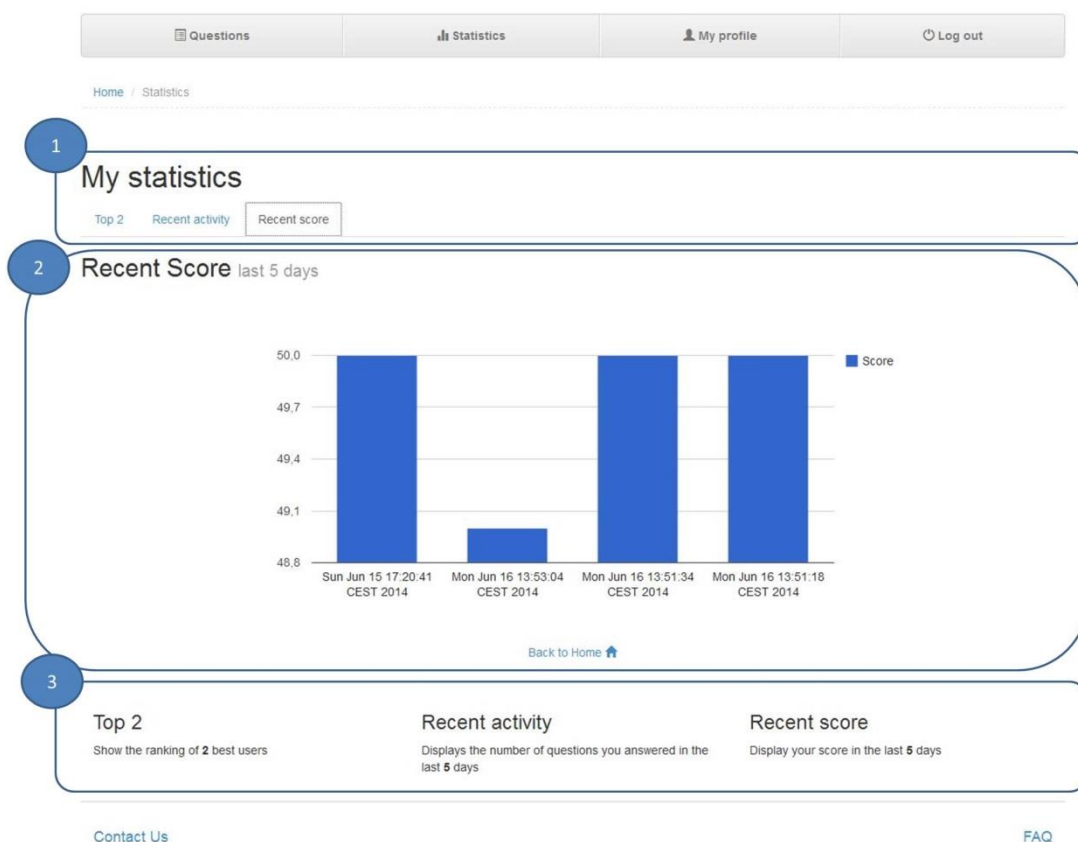 Questions Statistics My profile Log out
Home / Statistics
1
My statistics
Top 2 Recent activity Recent score
2
Recent Score last 5 days
50,0
49,7
49,4
49,1
48,8
Score
Sun Jun 15 17:20:41 Mon Jun 16 13:53:04 Mon Jun 16 13:51:34 Mon Jun 16 13:51:18
CEST 2014 CEST 2014 CEST 2014 CEST 2014
Back to Home
3
Top 2 Recent activity Recent score
Show the ranking of 2 best users Displays the number of questions you answered in the Display your score in the last 5 days
last 5 days
Contact Us FAQ